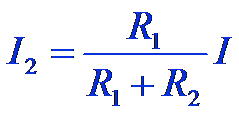 I₂ = R₁ / (R₁ + R₂) I